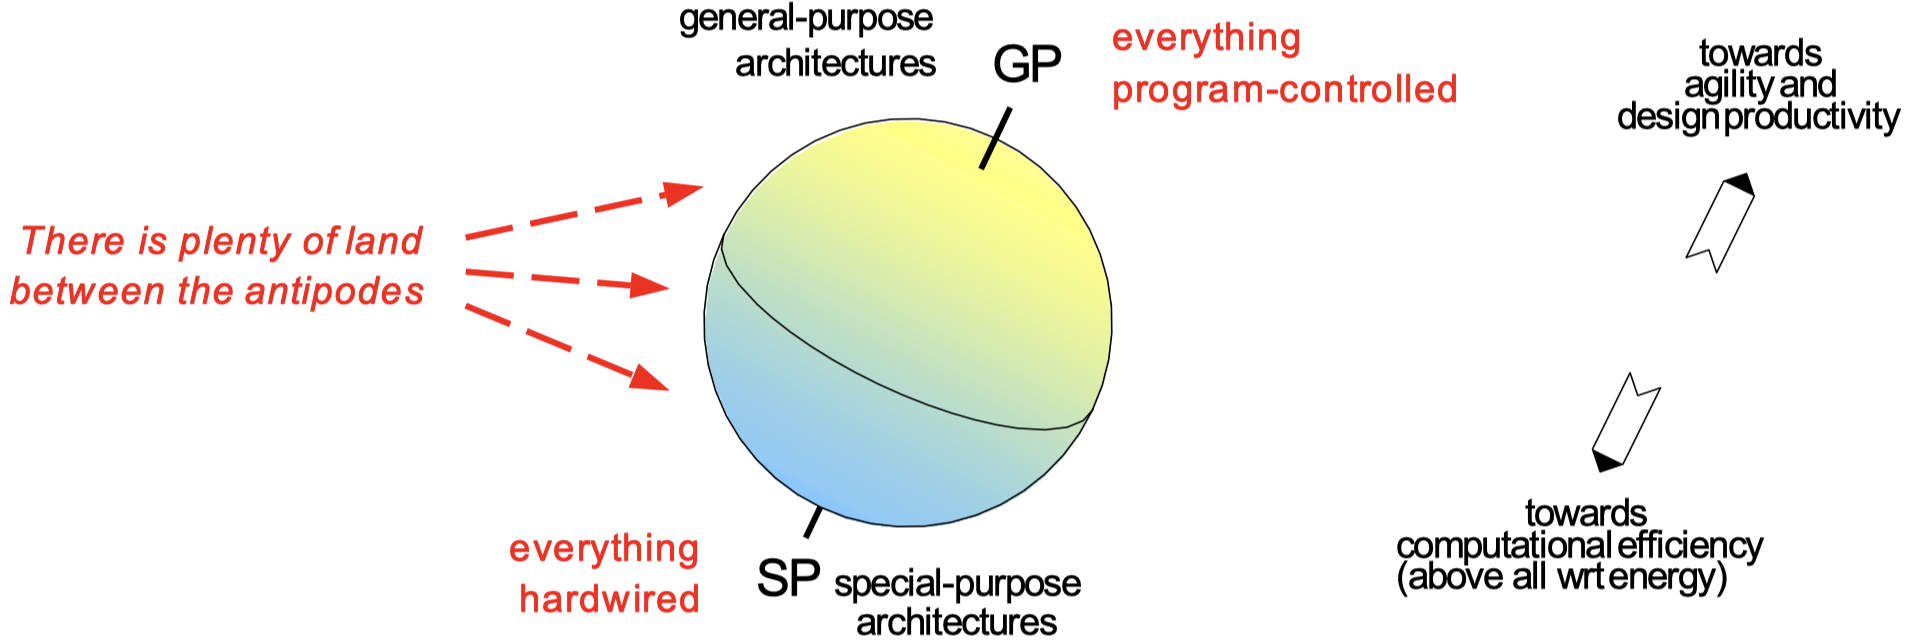 general-purpose
architectures
GP
everything
program-controlled
towards
agility and
design productivity
There is plenty of land
between the antipodes
everything
hardwired
SP
special-purpose
architectures
towards
computational efficiency
(above all wrt energy)